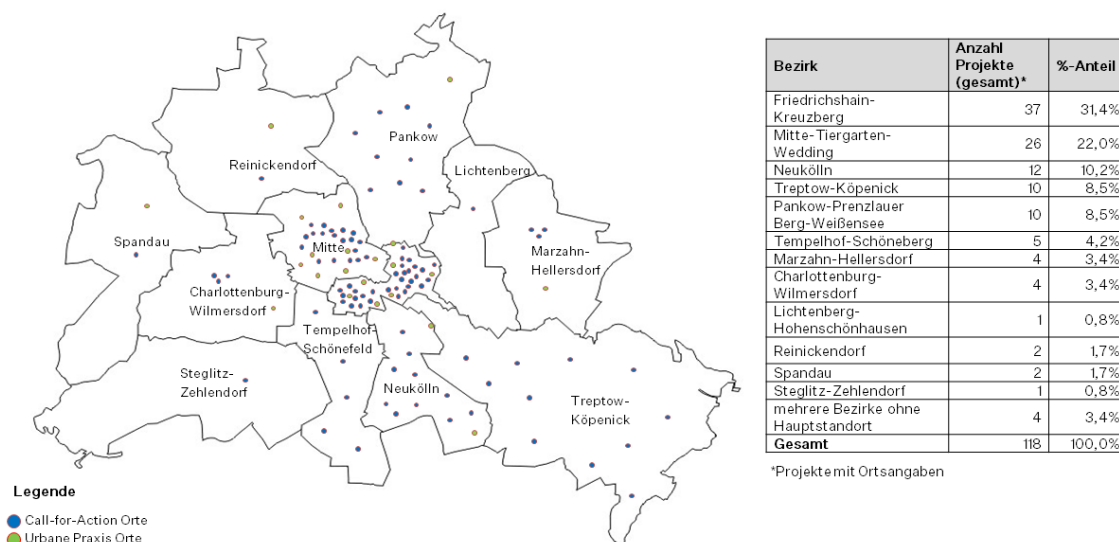 Pankow
Reinickendorf
Lichtenberg
Spandau
Mitte
Marzahn-
Hellersdorf
Charlottenburg-
Wilmersdorf
Tempelhof-
Schönefeld
Steglitz-
Zehlendorf
Neukölln
Treptow-
Köpenick
Legende
Call-for-Action Orte
Urbane Praxis Orte
Bezirk Anzahl Projekte (gesamt)* %-Anteil
Friedrichshain-
Kreuzberg 37 31,4%
Mitte-Tiergarten-
Wedding 26 22,0%
Neukölln 12 10,2%
Treptow-Köpenick 10 8,5%
Pankow-Prenzlauer
Berg-Weißensee 10 8,5%
Tempelhof-Schöneberg 5 4,2%
Marzahn-Hellersdorf 4 3,4%
Charlottenburg-
Wilmersdorf 4 3,4%
Lichtenberg-
Hohenschönhausen 1 0,8%
Reinickendorf 2 1,7%
Spandau 2 1,7%
Steglitz-Zehlendorf 1 0,8%
mehrere Bezirke ohne
Hauptstandort 4 3,4%
Gesamt 118 100,0%
*Projekte mit Ortsangaben